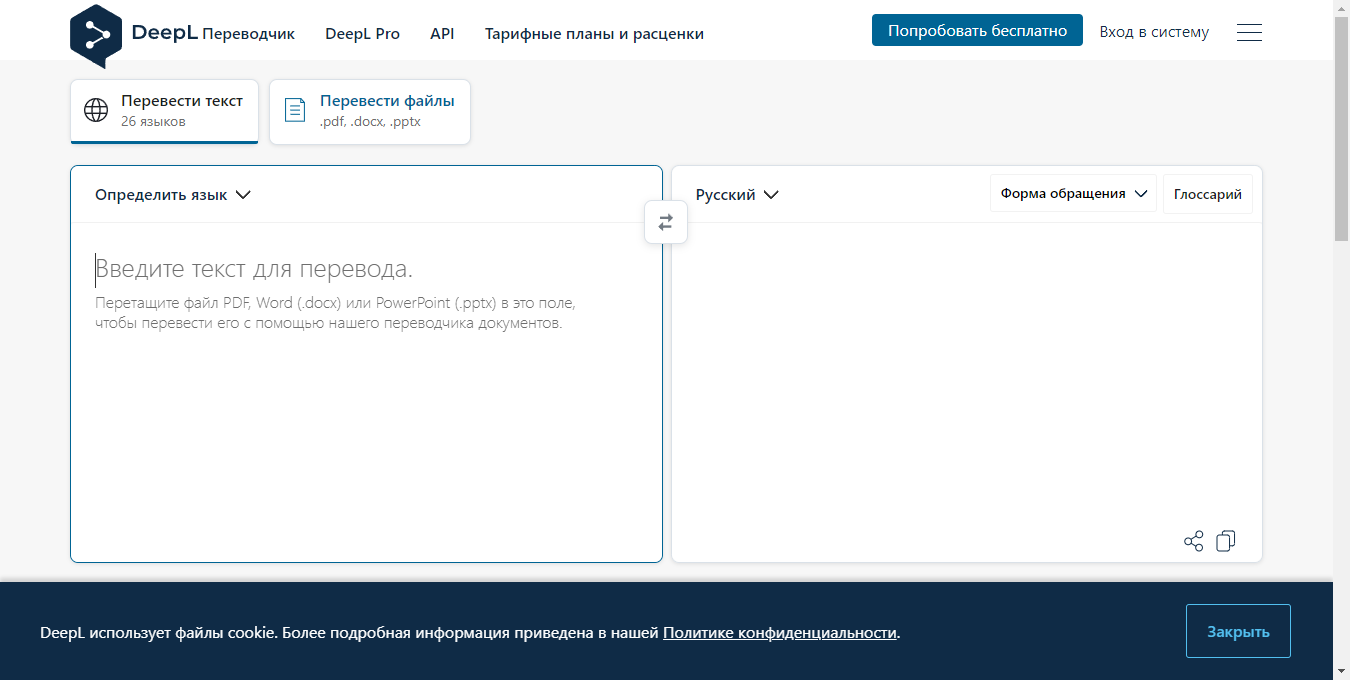 DeepL Переводчик DeepL Pro API Тарифные планы и расценки Попробовать бесплатно Вход в систему
Перевести текст
26 языков
Перевести файлы
.pdf, .docx, .pptx
Определить язык
Русский Форма обращения Глоссарий
Введите текст для перевода.
Перетащите файл PDF, Word (.docx) или PowerPoint (.pptx) в это поле,
чтобы перевести его с помощью нашего переводчика документов.
DeepL использует файлы cookie. Более подробная информация приведена в нашей Политике конфиденциальности. Закрыть